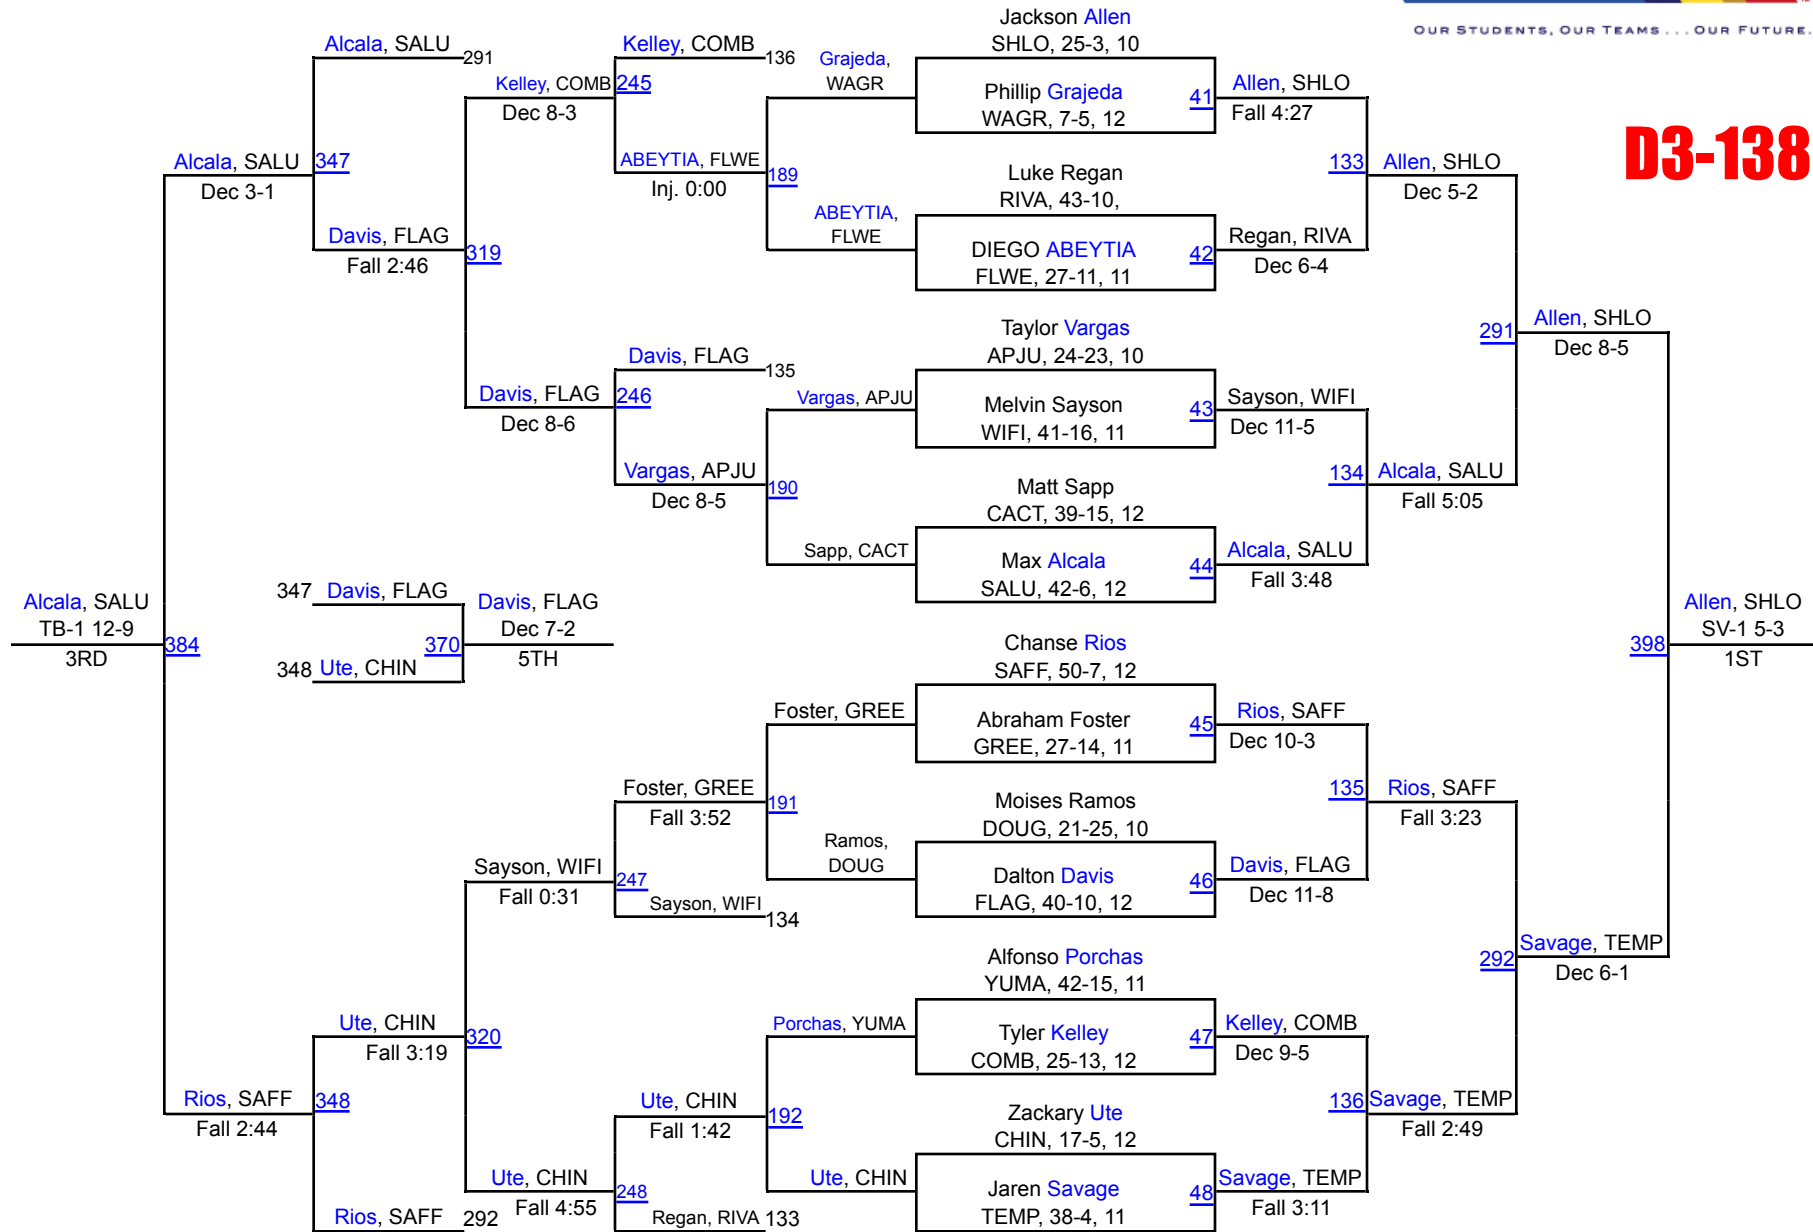 OUR STUDENTS, OUR TEAMS . . . OUR FUTURE.
D3-138
Jackson Allen
SHLO, 25-3, 10
Phillip Grajeda
WAGR, 7-5, 12
41
Luke Regan
RIVA, 43-10,
DIEGO ABEYTIA
FLWE, 27-11, 11
42
Taylor Vargas
APJU, 24-23, 10
Melvin Sayson
WIFI, 41-16, 11
43
Matt Sapp
CACT, 39-15, 12
Max Alcala
SALU, 42-6, 12
44
Chanse Rios
SAFF, 50-7, 12
Abraham Foster
GREE, 27-14, 11
45
Moises Ramos
DOUG, 21-25, 10
Dalton Davis
FLAG, 40-10, 12
46
Alfonso Porchas
YUMA, 42-15, 11
Tyler Kelley
COMB, 25-13, 12
47
Zackary Ute
CHIN, 17-5, 12
Jaren Savage
TEMP, 38-4, 11
48
Allen, SHLO
Fall 4:27
133
Regan, RIVA
Dec 6-4
Sayson, WIFI
Dec 11-5
134
Alcala, SALU
Fall 3:48
Rios, SAFF
Dec 10-3
135
Davis, FLAG
Dec 11-8
Kelley, COMB
Dec 9-5
136
Savage, TEMP
Fall 3:11
Allen, SHLO
Dec 5-2
291
Alcala, SALU
Fall 5:05
Rios, SAFF
Fall 3:23
292
Savage, TEMP
Fall 2:49
Allen, SHLO
Dec 8-5
398
Savage, TEMP
Dec 6-1
Allen, SHLO
SV-1 5-3
1ST
Grajeda,
WAGR
189
ABEYTIA,
FLWE
Vargas, APJU
190
Sapp, CACT
Foster, GREE
191
Ramos,
DOUG
Porchas, YUMA
192
Ute, CHIN
Kelley, COMB
136
245
ABEYTIA, FLWE
Inj. 0:00
Davis, FLAG
135
246
Vargas, APJU
Dec 8-5
Foster, GREE
Fall 3:52
247
Sayson, WIFI
134
Ute, CHIN
Fall 1:42
248
Regan, RIVA 133
Kelley, COMB
Dec 8-3
319
Davis, FLAG
Dec 8-6
Sayson, WIFI
Fall 0:31
320
Ute, CHIN
Fall 4:55
Alcala, SALU
291
347
Davis, FLAG
Fall 2:46
Ute, CHIN
Fall 3:19
348
Rios, SAFF 292
Alcala, SALU
Dec 3-1
384
Rios, SAFF
Fall 2:44
Alcala, SALU
TB-1 12-9
3RD
347 Davis, FLAG
370
348 Ute, CHIN
Davis, FLAG
Dec 7-2
5TH